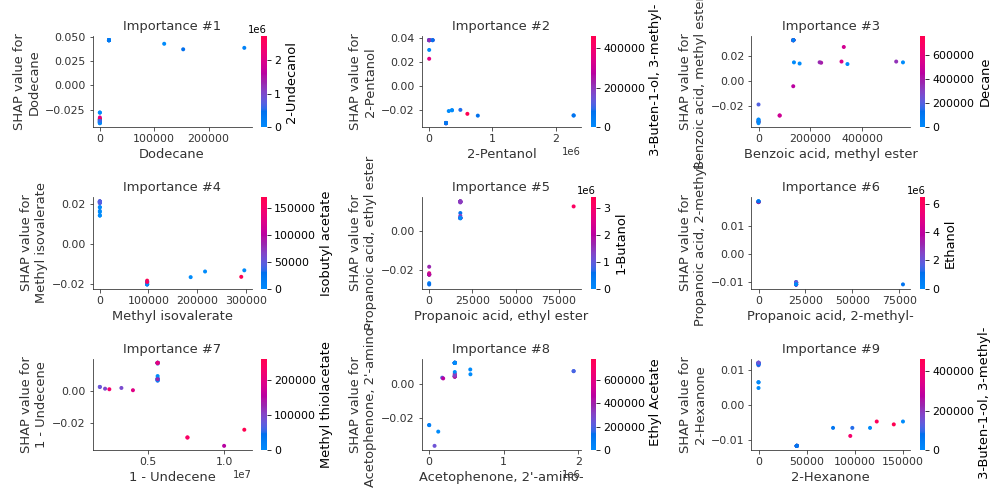 Importance #1
SHAP value for
Dodecane
0.050
0.025
0.000
−0.025
0
100000
200000
Dodecane
1e6
2
1
0
2-Undecanol
Importance #2
SHAP value for
2-Pentanol
0.04
0.02
0.00
−0.02
0
1
2
1e6
2-Pentanol
400000
200000
0
3-Buten-1-ol, 3-methyl-
Importance #3
SHAP value for
Benzoic acid, methyl ester
0.02
0.00
−0.02
0
200000
400000
Benzoic acid, methyl ester
600000
400000
200000
0
Decane
Importance #4
SHAP value for
Methyl isovalerate
0.02
0.00
−0.02
0
100000
200000
300000
Methyl isovalerate
150000
100000
50000
0
Isobutyl acetate
Importance #5
SHAP value for
Propanoic acid, ethyl ester
0.00
−0.02
0
25000
50000
75000
Propanoic acid, ethyl ester
1e6
3
2
1
0
1-Butanol
Importance #6
SHAP value for
Propanoic acid, 2-methyl-
0.01
0.00
−0.01
0
25000
50000
75000
Propanoic acid, 2-methyl-
1e6
6
4
2
0
Ethanol
Importance #7
SHAP value for
1 - Undecene
0.00
−0.02
0.5
1.0
1e7
1 - Undecene
200000
100000
0
Methyl thiolacetate
Importance #8
SHAP value for
Acetophenone, 2'-amino-
0.00
−0.02
0
1
2
1e6
Acetophenone, 2'-amino-
600000
400000
200000
0
Ethyl Acetate
Importance #9
SHAP value for
2-Hexanone
0.01
0.00
−0.01
0
50000
100000
150000
2-Hexanone
400000
200000
0
3-Buten-1-ol, 3-methyl-